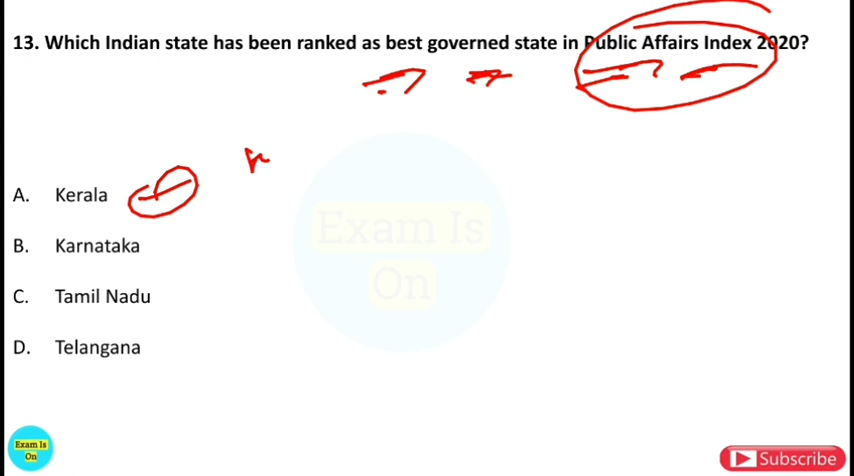 13. Which Indian state has been ranked as best governed state in Public Affairs Index 2020?
A. Kerala
B. Karnataka
C. Tamil Nadu
D. Telangana
Exam Is
On
Exam Is
On
Subscribe